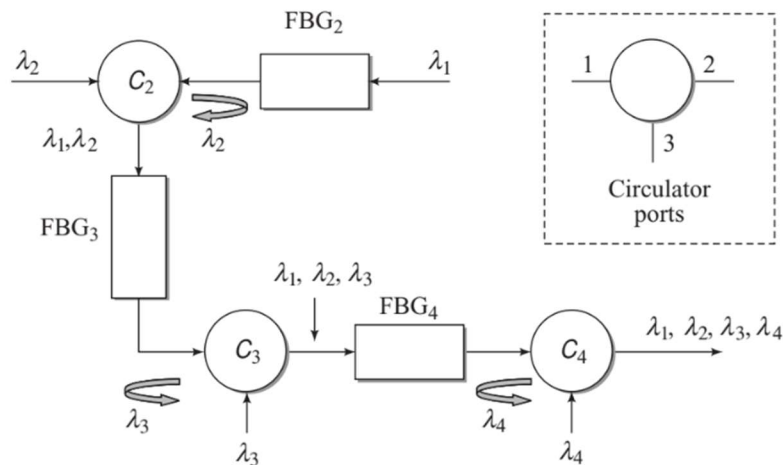 FBG₂
λ₂
C₂
λ₁
λ₂
λ₁,λ₂
FBG₃
λ₁, λ₂, λ₃
FBG₄
C₃
C₄
λ₁, λ₂, λ₃, λ₄
λ₃
λ₄
λ₃
λ₄
1
2
3
Circulator
ports